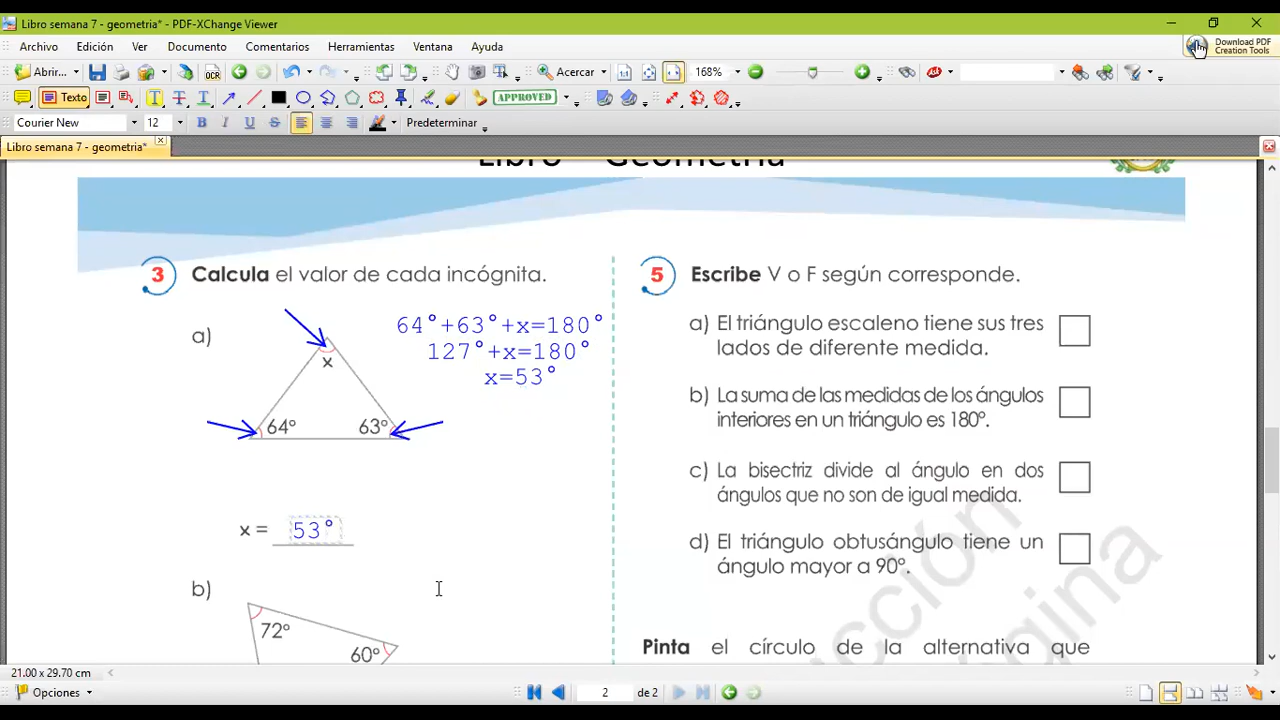 Libro semana 7 - geometria* - PDF-XChange Viewer
Archivo Edición Ver Documento Comentarios Herramientas Ventana Ayuda
Download PDF
Creation Tools
Abrir... OCR Acercar 168%
Texto APPROVED
Courier New 12 B I U S Predeterminar
Libro semana 7 - geometria*
Libro Geometría
3 Calcula el valor de cada incógnita.
a)
64°+63°+x=180°
127°+x=180°
x=53°
x
64° 63°
x = 53°
b)
72°
60°
5 Escribe V o F según corresponde.
a) El triángulo escaleno tiene sus tres
lados de diferente medida.
b) La suma de las medidas de los ángulos
interiores en un triángulo es 180°.
c) La bisectriz divide al ángulo en dos
ángulos que no son de igual medida.
d) El triángulo obtusángulo tiene un
ángulo mayor a 90°.
Pinta el círculo de la alternativa que
21.00 x 29.70 cm
Opciones 2 de 2